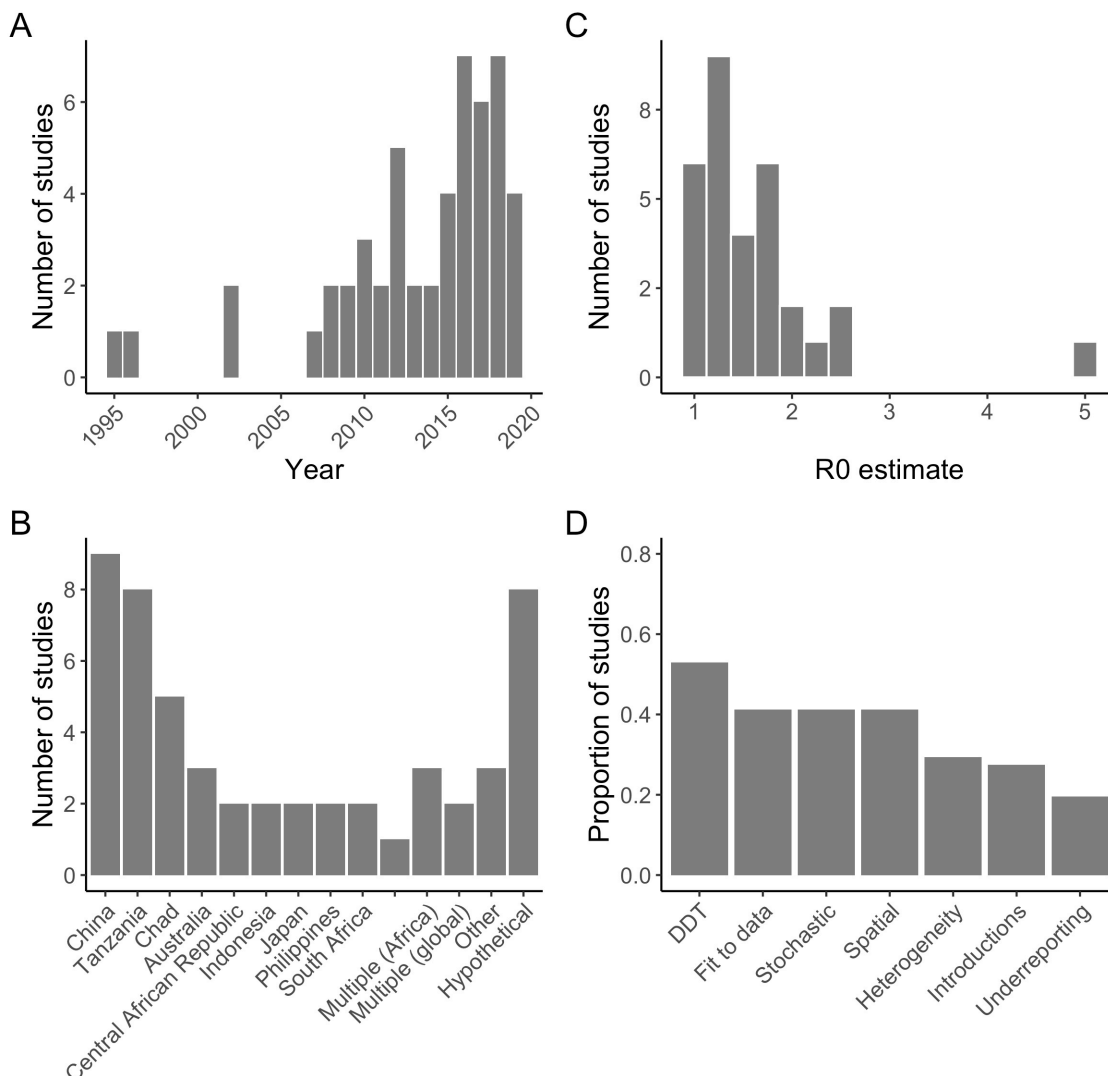 A
Number of studies
6
4
2
0
1995
2000
2005
2010
2015
2020
Year
C
Number of studies
8
5
2
0
1
2
3
4
5
R0 estimate
B
Number of studies
8
6
4
2
0
China
Tanzania
Chad
Australia
Central African Republic
Indonesia
Japan
Philippines
South Africa
Multiple (Africa)
Multiple (global)
Other
Hypothetical
D
Proportion of studies
0.8
0.6
0.4
0.2
0.0
DDT
Fit to data
Stochastic
Spatial
Heterogeneity
Introductions
Underreporting